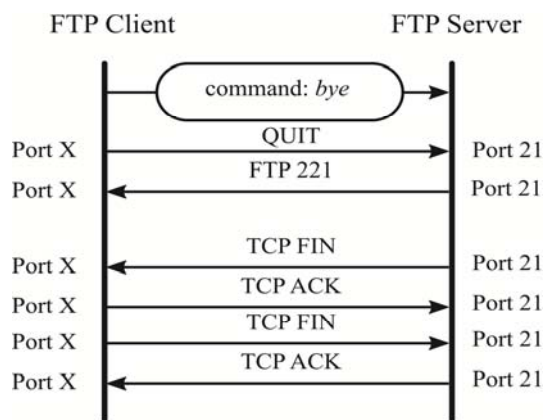 FTP Client FTP Server
command: bye
QUIT
Port X Port 21
FTP 221
Port X Port 21
TCP FIN
Port X Port 21
TCP ACK
Port X Port 21
TCP FIN
Port X Port 21
TCP ACK
Port X Port 21